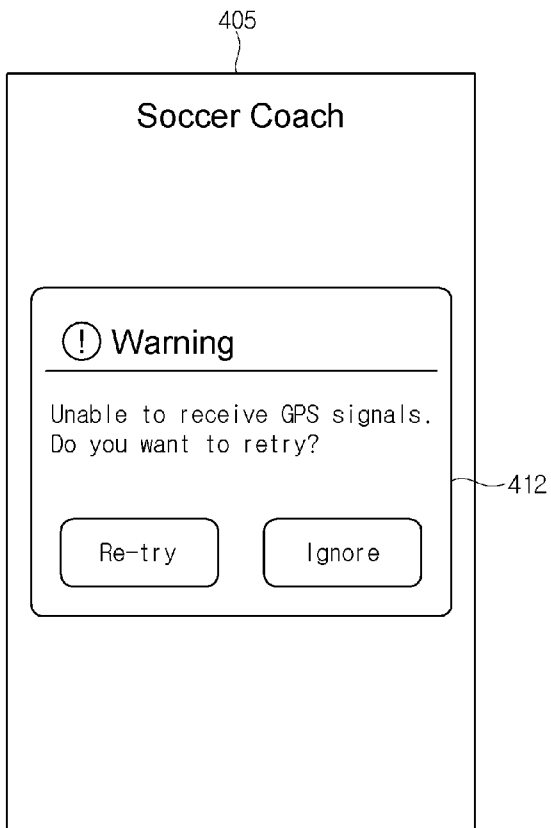 405
Soccer Coach
! Warning
Unable to receive GPS signals.
Do you want to retry?
412
Re-try Ignore